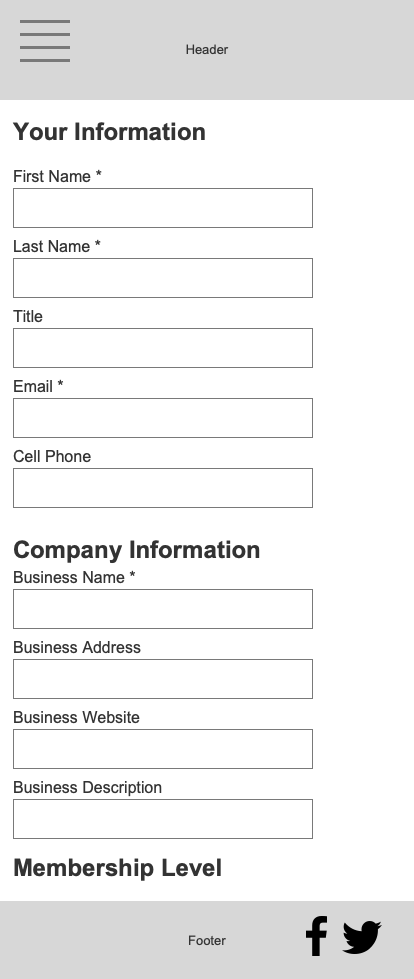 Header
Your Information
First Name *
Last Name *
Title
Email *
Cell Phone
Company Information
Business Name *
Business Address
Business Website
Business Description
Membership Level
Footer